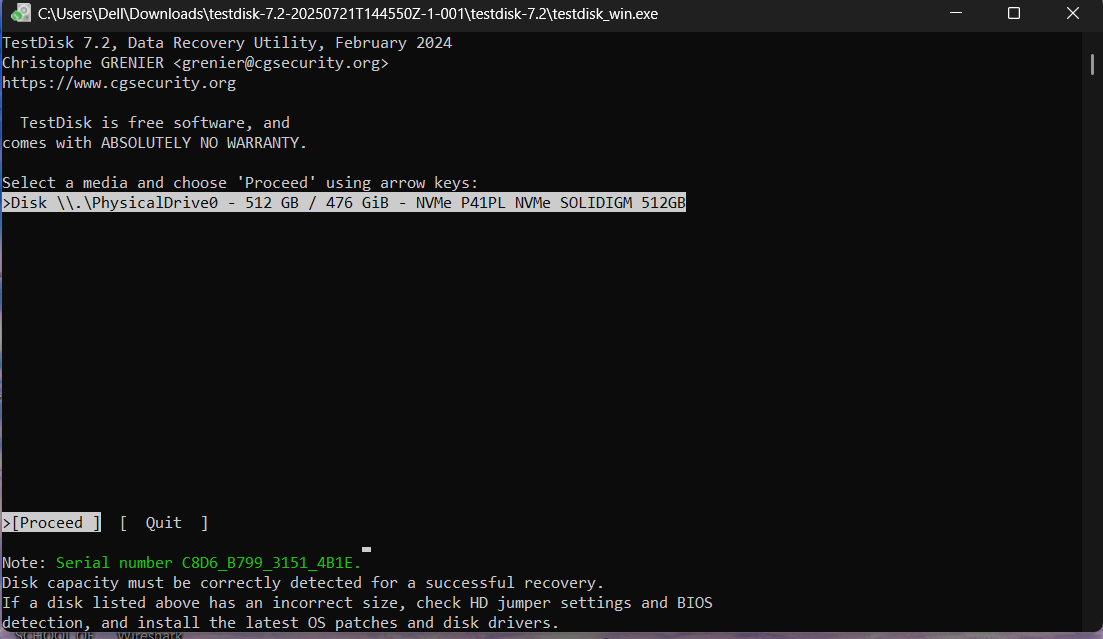 C:\Users\Dell\Downloads\testdisk-7.2-20250721T144550Z-1-001\testdisk-7.2\testdisk_win.exe
TestDisk 7.2, Data Recovery Utility, February 2024
Christophe GRENIER <grenier@cgsecurity.org>
https://www.cgsecurity.org
TestDisk is free software, and
comes with ABSOLUTELY NO WARRANTY.
Select a media and choose 'Proceed' using arrow keys:
>Disk \\.\PhysicalDrive0 - 512 GB / 476 GiB - NVMe P41PL NVMe SOLIDIGM 512GB
>[Proceed ]  [  Quit  ]
Note: Serial number C8D6_B799_3151_4B1E.
Disk capacity must be correctly detected for a successful recovery.
If a disk listed above has an incorrect size, check HD jumper settings and BIOS
detection, and install the latest OS patches and disk drivers.
Wireshark